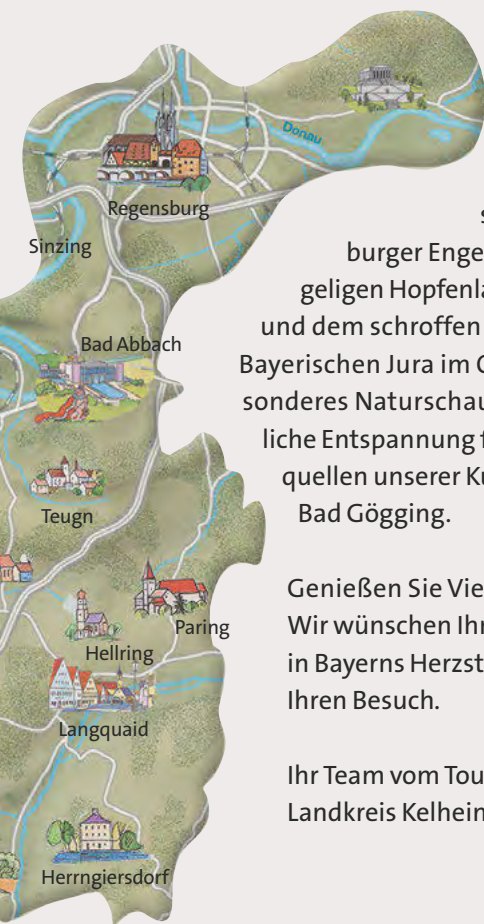 Donau
Regensburg
Sinzing
Bad Abbach
Teugn
Paring
Hellring
Langquaid
Herrngiersdorf
burger Enge
geligen Hopfenla
und dem schroffen
Bayerischen Jura im
sonderes Naturschau
liche Entspannung f
quellen unserer Ku
Bad Gögging.
Genießen Sie Vie
Wir wünschen Ihr
in Bayerns Herzst
Ihren Besuch.
Ihr Team vom Tou
Landkreis Kelhein